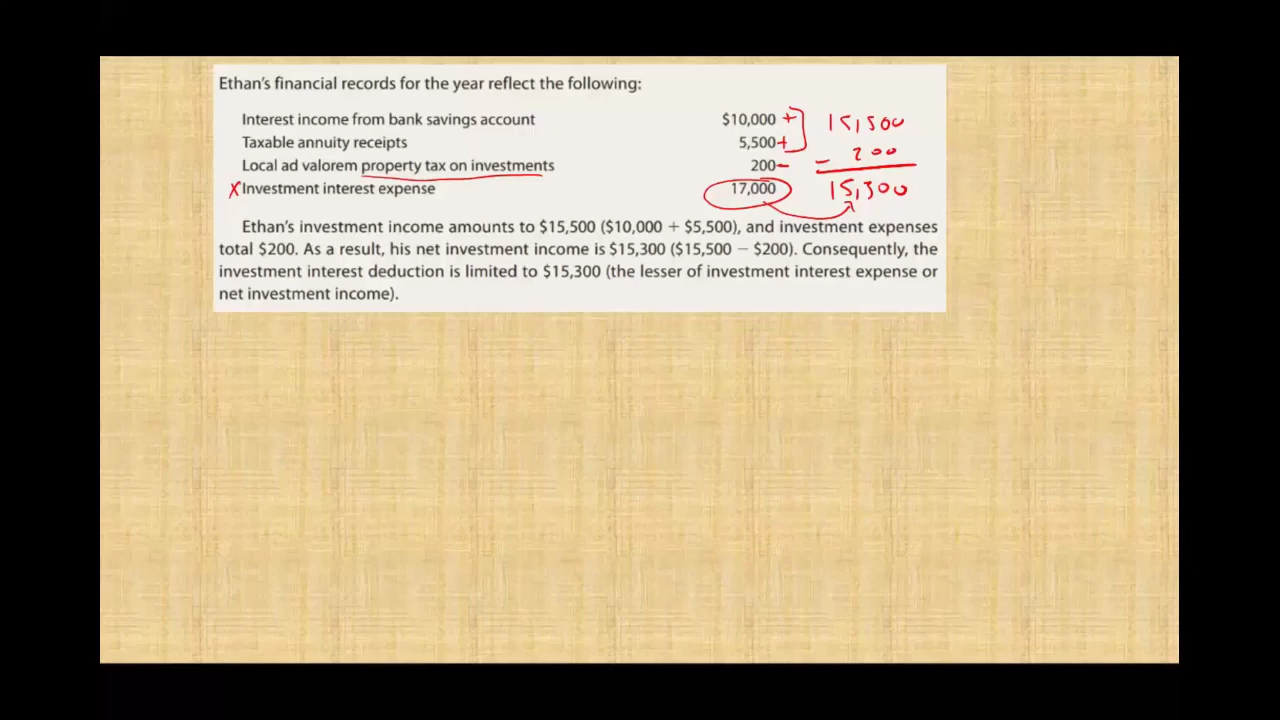 Ethan's financial records for the year reflect the following:
Interest income from bank savings account $10,000 + 15,500
Taxable annuity receipts 5,500 + - 200
Local ad valorem property tax on investments 200 -
X Investment interest expense 17,000 15,300
Ethan's investment income amounts to $15,500 ($10,000 + $5,500), and investment expenses
total $200. As a result, his net investment income is $15,300 ($15,500 − $200). Consequently, the
investment interest deduction is limited to $15,300 (the lesser of investment interest expense or
net investment income).